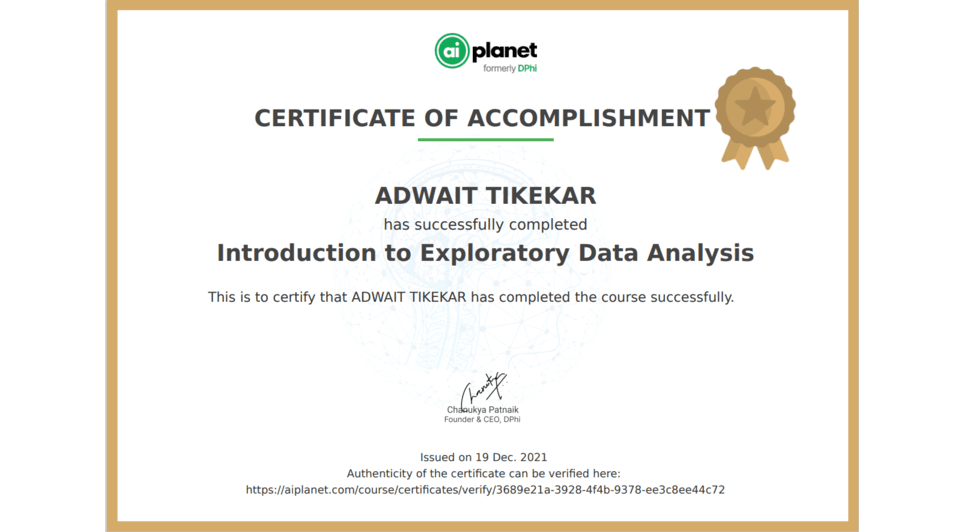 ai planet
formerly DPhi
CERTIFICATE OF ACCOMPLISHMENT
ADWAIT TIKEKAR
has successfully completed
Introduction to Exploratory Data Analysis
This is to certify that ADWAIT TIKEKAR has completed the course successfully.
Chanukya Patnaik
Founder & CEO, DPhi
Issued on 19 Dec. 2021
Authenticity of the certificate can be verified here:
https://aiplanet.com/course/certificates/verify/3689e21a-3928-4f4b-9378-ee3c8ee44c72